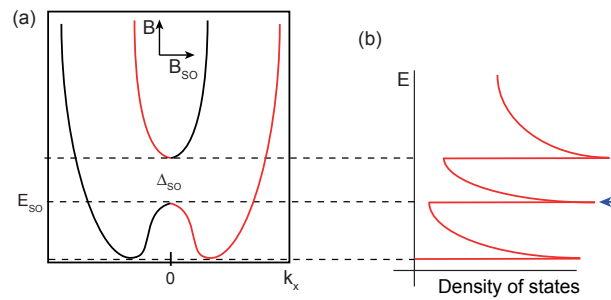 (a)
B
B_SO
(b)
E
Δ_SO
E_SO
0
k_x
Density of states